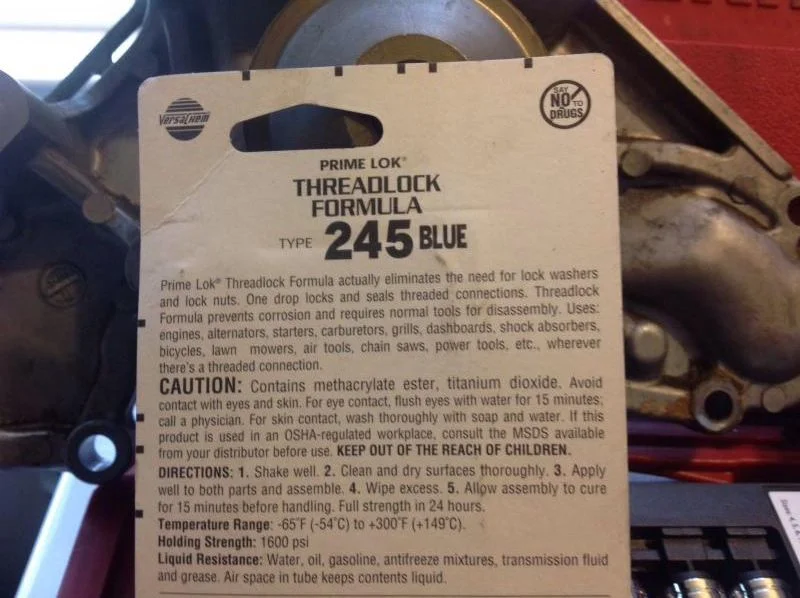 VersaChem
SAY
NO TO
DRUGS
PRIME LOK®
THREADLOCK
FORMULA
TYPE 245 BLUE
Prime Lok® Threadlock Formula actually eliminates the need for lock washers
and lock nuts. One drop locks and seals threaded connections. Threadlock
Formula prevents corrosion and requires normal tools for disassembly. Uses:
engines, alternators, starters, carburetors, grills, dashboards, shock absorbers,
bicycles, lawn mowers, air tools, chain saws, power tools, etc., wherever
there's a threaded connection.
CAUTION: Contains methacrylate ester, titanium dioxide. Avoid
contact with eyes and skin. For eye contact, flush eyes with water for 15 minutes;
call a physician. For skin contact, wash thoroughly with soap and water. If this
product is used in an OSHA-regulated workplace, consult the MSDS available
from your distributor before use. KEEP OUT OF THE REACH OF CHILDREN.
DIRECTIONS: 1. Shake well. 2. Clean and dry surfaces thoroughly. 3. Apply
well to both parts and assemble. 4. Wipe excess. 5. Allow assembly to cure
for 15 minutes before handling. Full strength in 24 hours.
Temperature Range: -65°F (-54°C) to +300°F (+149°C).
Holding Strength: 1600 psi
Liquid Resistance: Water, oil, gasoline, antifreeze mixtures, transmission fluid
and grease. Air space in tube keeps contents liquid.